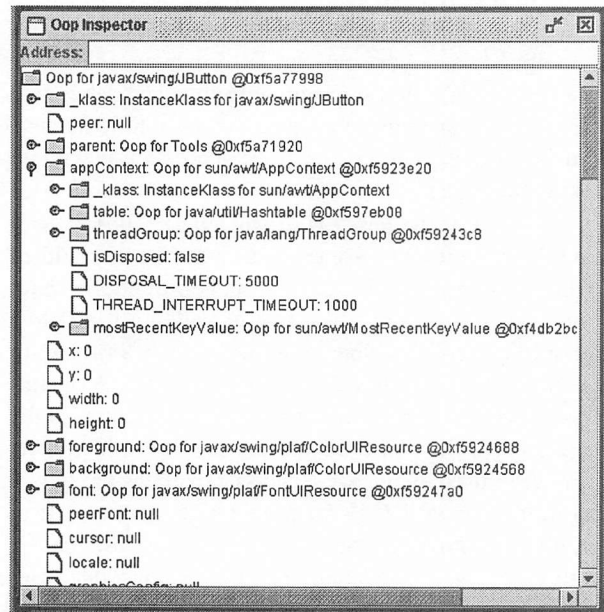 Oop Inspector
Address:
Oop for javax/swing/JButton @0xf5a77998
_klass: InstanceKlass for javax/swing/JButton
peer: null
parent: Oop for Tools @0xf5a71920
appContext: Oop for sun/awt/AppContext @0xf5923e20
_klass: InstanceKlass for sun/awt/AppContext
table: Oop for java/util/Hashtable @0xf597eb08
threadGroup: Oop for java/lang/ThreadGroup @0xf59243c8
isDisposed: false
DISPOSAL_TIMEOUT: 5000
THREAD_INTERRUPT_TIMEOUT: 1000
mostRecentKeyValue: Oop for sun/awt/MostRecentKeyValue @0xf4db2bc
x: 0
y: 0
width: 0
height: 0
foreground: Oop for javax/swing/plaf/ColorUIResource @0xf5924688
background: Oop for javax/swing/plaf/ColorUIResource @0xf5924568
font: Oop for javax/swing/plaf/FontUIResource @0xf59247a0
peerFont: null
cursor: null
locale: null
graphicsConfig: null